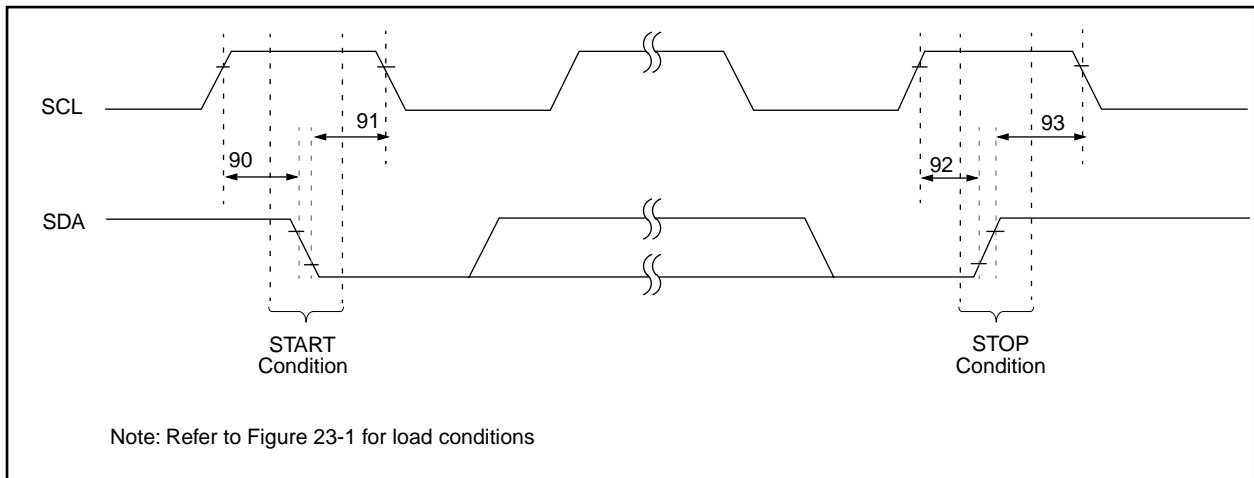 SCL
91
93
90
92
SDA
START
Condition
STOP
Condition
Note: Refer to Figure 23-1 for load conditions